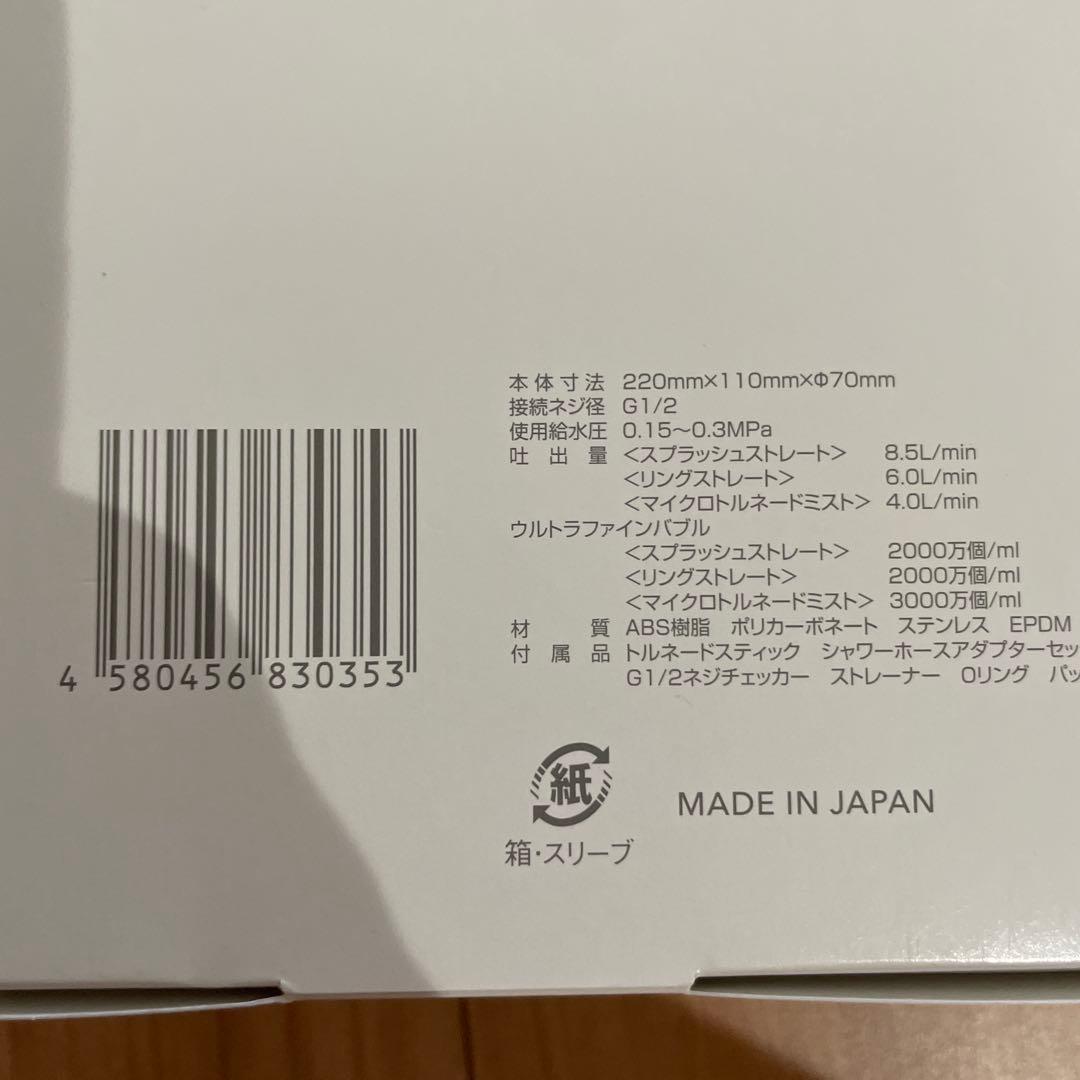 本体寸法 220mm×110mm×Φ70mm
接続ネジ径 G1/2
使用給水圧 0.15～0.3MPa
吐出量 <スプラッシュストレート> 8.5L/min
<リングストレート> 6.0L/min
<マイクロトルネードミスト> 4.0L/min
ウルトラファインバブル
<スプラッシュストレート> 2000万個/ml
<リングストレート> 2000万個/ml
<マイクロトルネードミスト> 3000万個/ml
材質 ABS樹脂 ポリカーボネート ステンレス EPDM
付属品 トルネードスティック シャワーホースアダプターセッ
G1/2ネジチェッカー ストレーナー Oリング パッ
4 580456 830353
紙
箱・スリーブ
MADE IN JAPAN